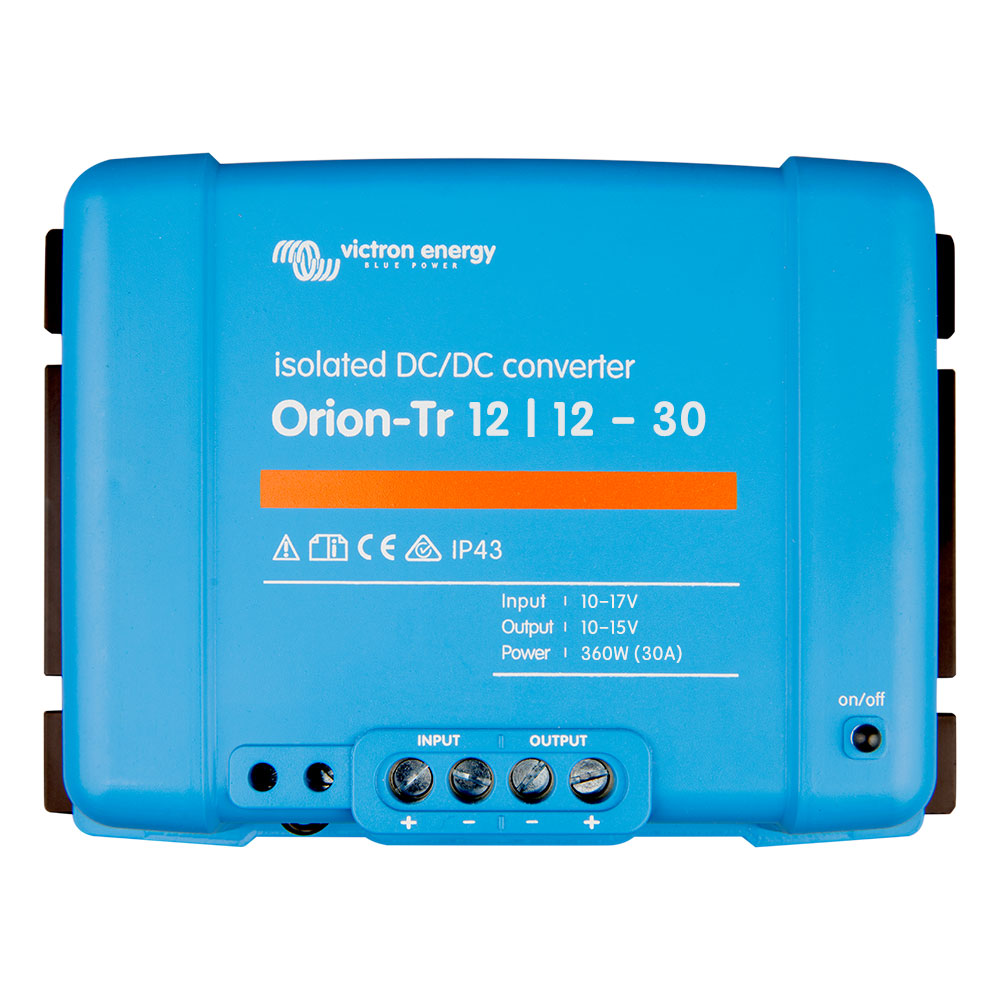 victron energy
BLUE POWER
isolated DC/DC converter
Orion-Tr 12 | 12 – 30
CE IP43
Input | 10–17V
Output | 10–15V
Power | 360W (30A)
on/off
INPUT | OUTPUT
+ − | − +